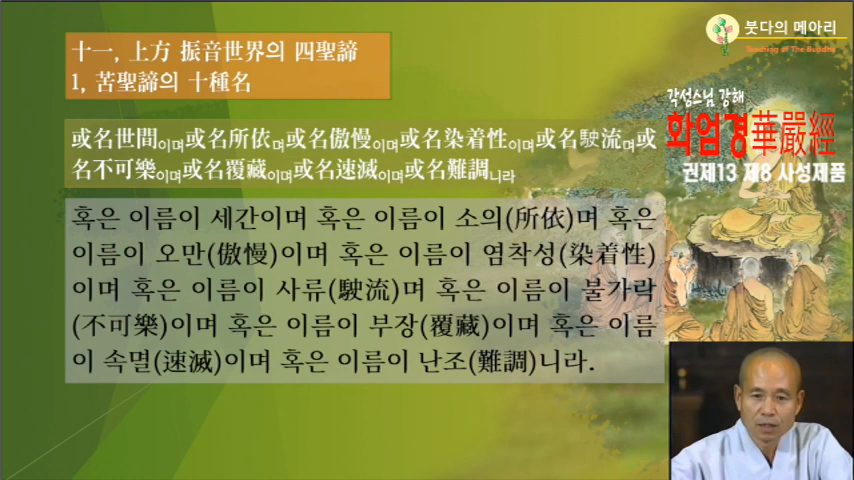 붓다의 메아리
Teaching of The Buddha
十一, 上方 振音世界의 四聖諦
1, 苦聖諦의 十種名
각성스님 강해
화엄경華嚴經
권제13 제8 사성제품
或名世間이며或名所依며或名傲慢이며或名染着性이며或名駛流며或
名不可樂이며或名覆藏이며或名速滅이며或名難調니라
혹은 이름이 세간이며 혹은 이름이 소의(所依)며 혹은
이름이 오만(傲慢)이며 혹은 이름이 염착성(染着性)
이며 혹은 이름이 사류(駛流)며 혹은 이름이 불가락
(不可樂)이며 혹은 이름이 부장(覆藏)이며 혹은 이름
이 속멸(速滅)이며 혹은 이름이 난조(難調)니라.